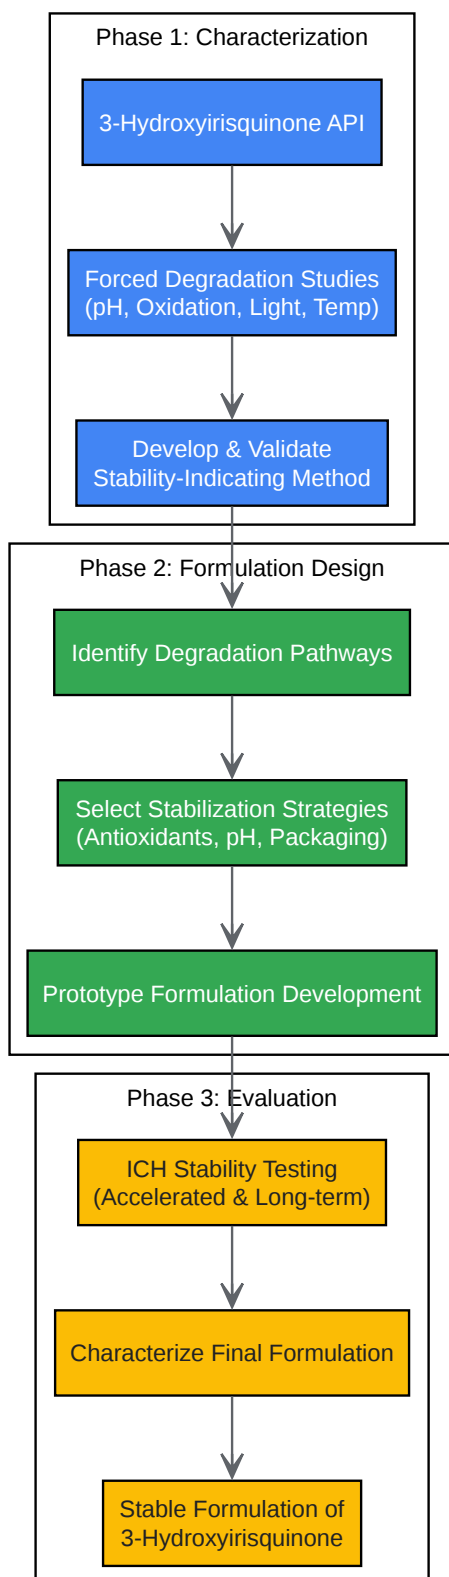 Phase 1: Characterization
3-Hydroxyirisquinone API
Forced Degradation Studies
(pH, Oxidation, Light, Temp)
Develop & Validate
Stability-Indicating Method
Phase 2: Formulation Design
Identify Degradation Pathways
Select Stabilization Strategies
(Antioxidants, pH, Packaging)
Prototype Formulation Development
Phase 3: Evaluation
ICH Stability Testing
(Accelerated & Long-term)
Characterize Final Formulation
Stable Formulation of
3-Hydroxyirisquinone